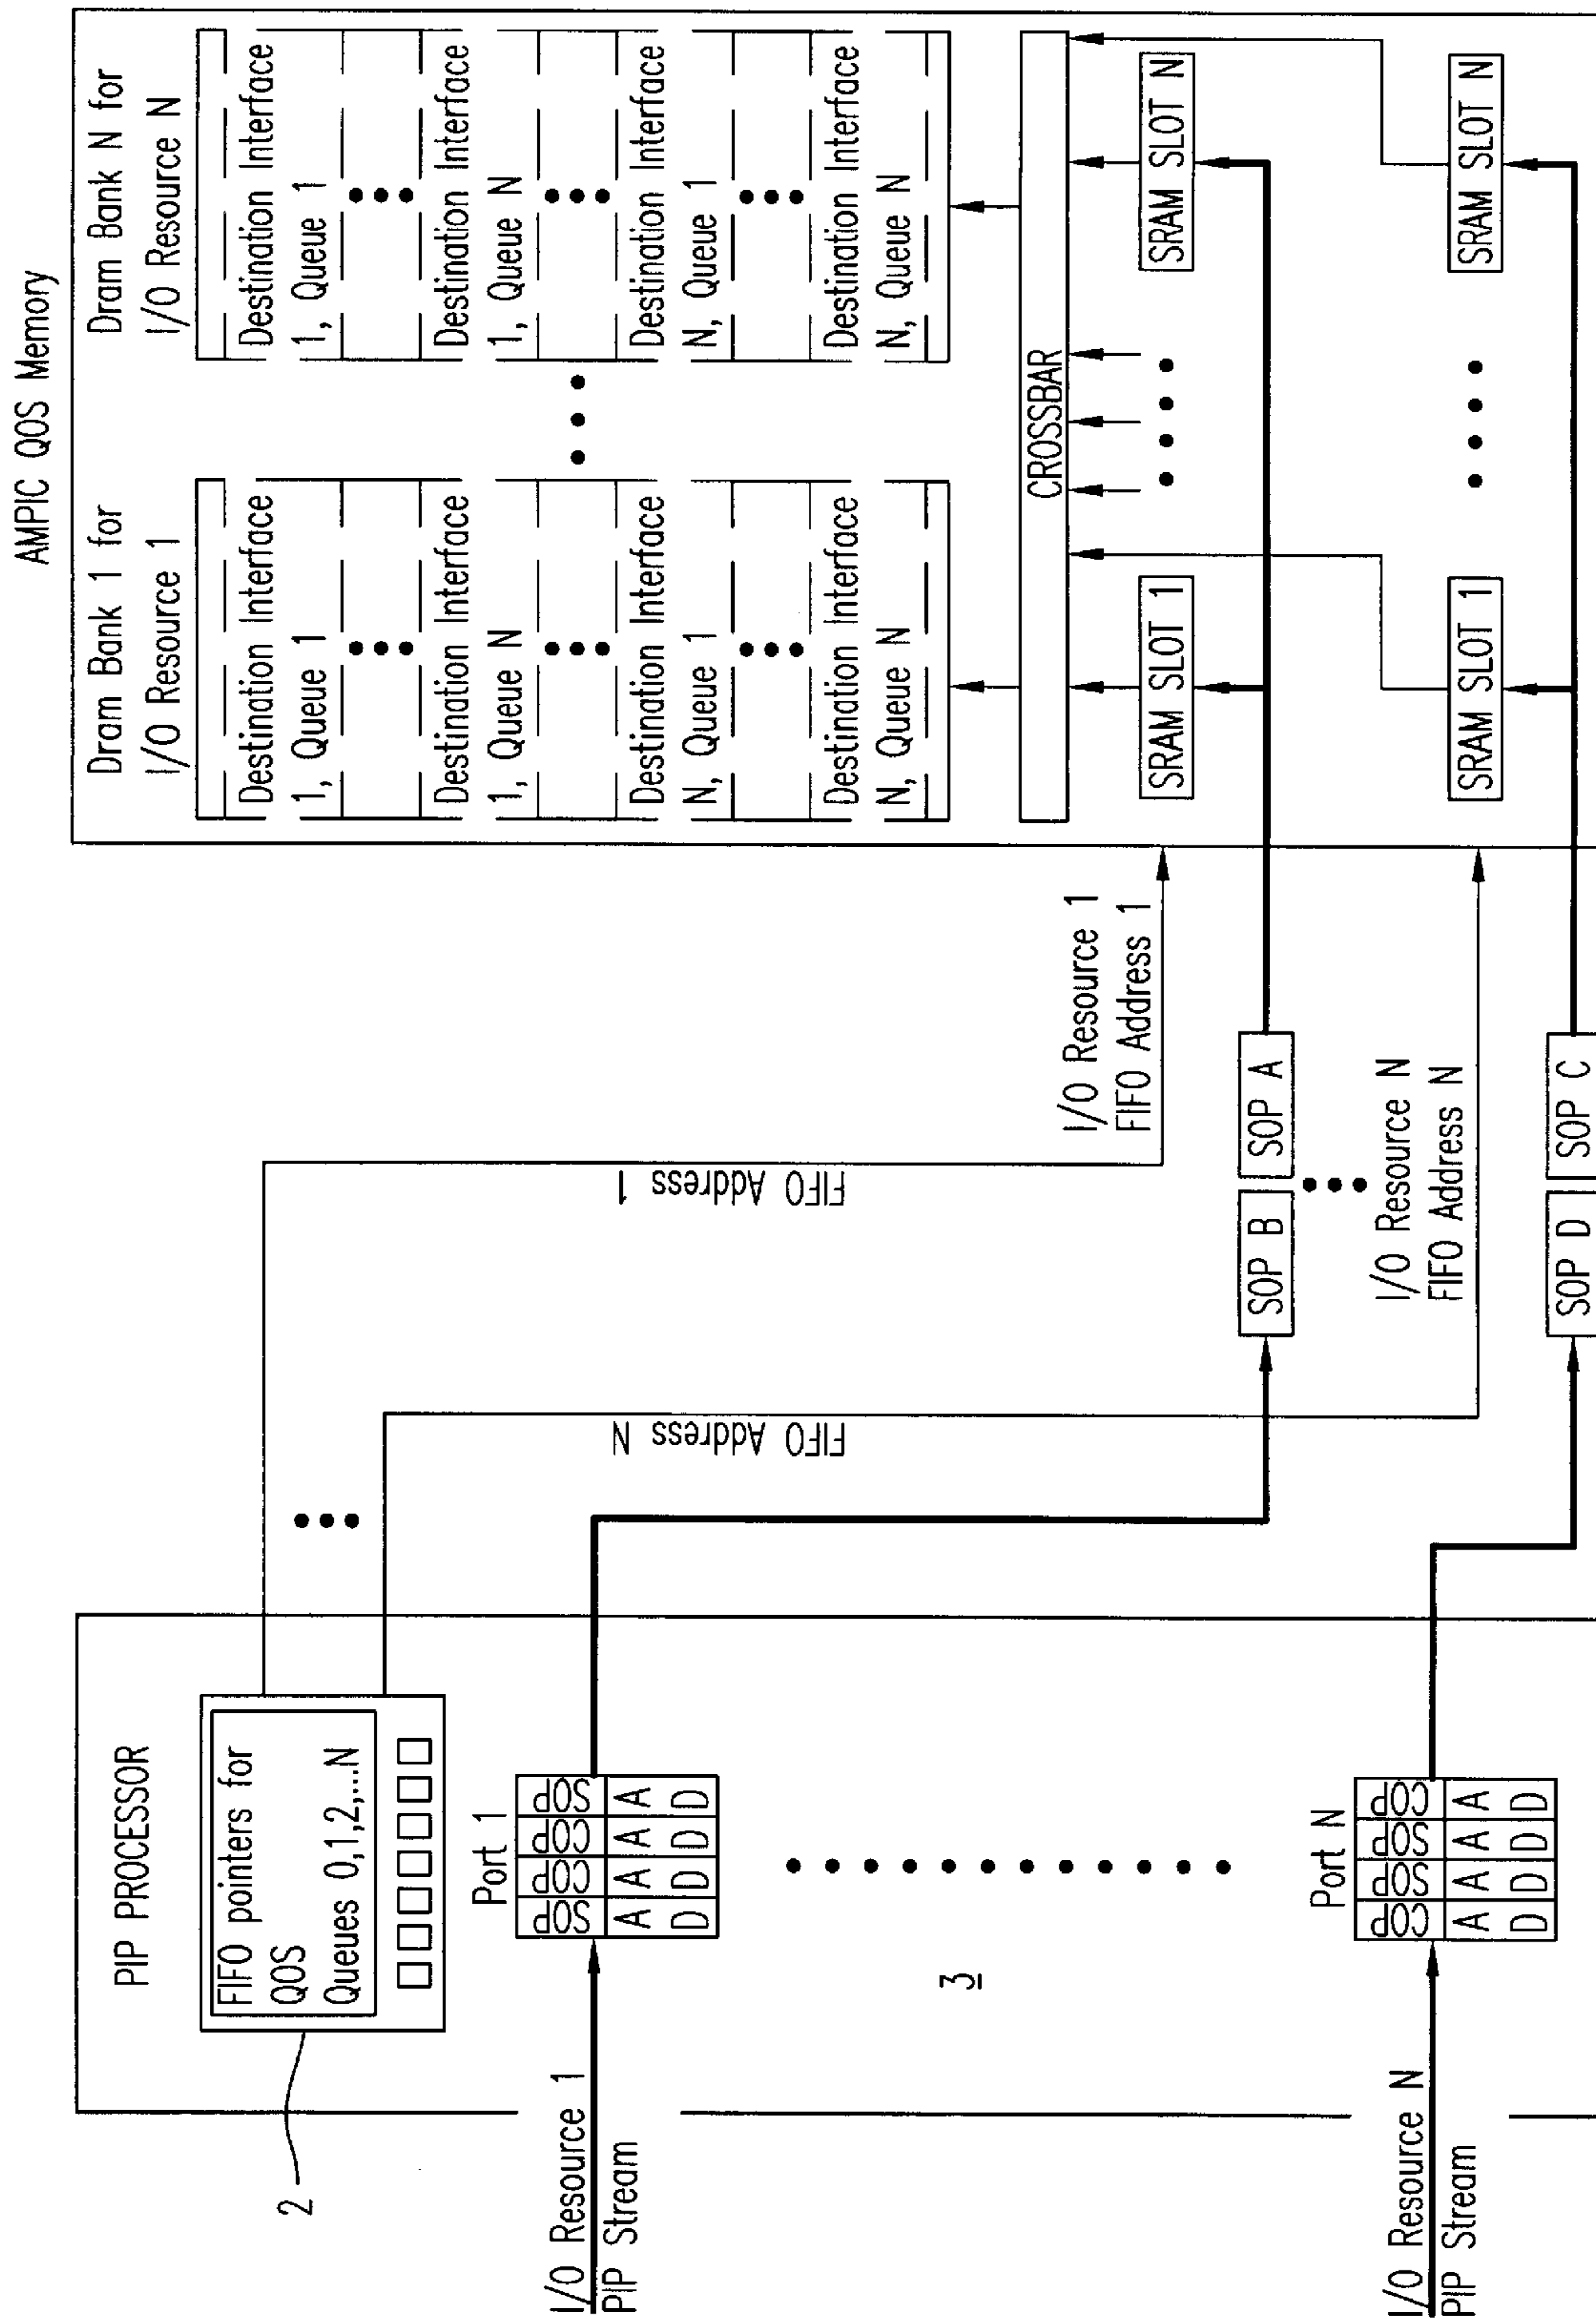 AMPIC QOS Memory
Dram Bank 1 for
I/O Resource 1
Destination Interface
1, Queue 1
Destination Interface
1, Queue N
Destination Interface
N, Queue 1
Destination Interface
N, Queue N
Dram Bank N for
I/O Resource N
Destination Interface
1, Queue 1
Destination Interface
1, Queue N
Destination Interface
N, Queue 1
Destination Interface
N, Queue N
CROSSBAR
SRAM SLOT 1
SRAM SLOT N
SRAM SLOT 1
SRAM SLOT N
FIFO Address 1
FIFO Address N
I/O Resource 1
FIFO Address 1
SOP B
SOP A
I/O Resource N
FIFO Address N
SOP D
SOP C
PIP PROCESSOR
FIFO pointers for
QOS
Queues 0,1,2,...N
2
Port 1
SOP COP COP SOP
A A A A
D D D D
I/O Resource 1
PIP Stream
3
Port N
COP SOP SOP COP
A A A A
D D D D
I/O Resource N
PIP Stream